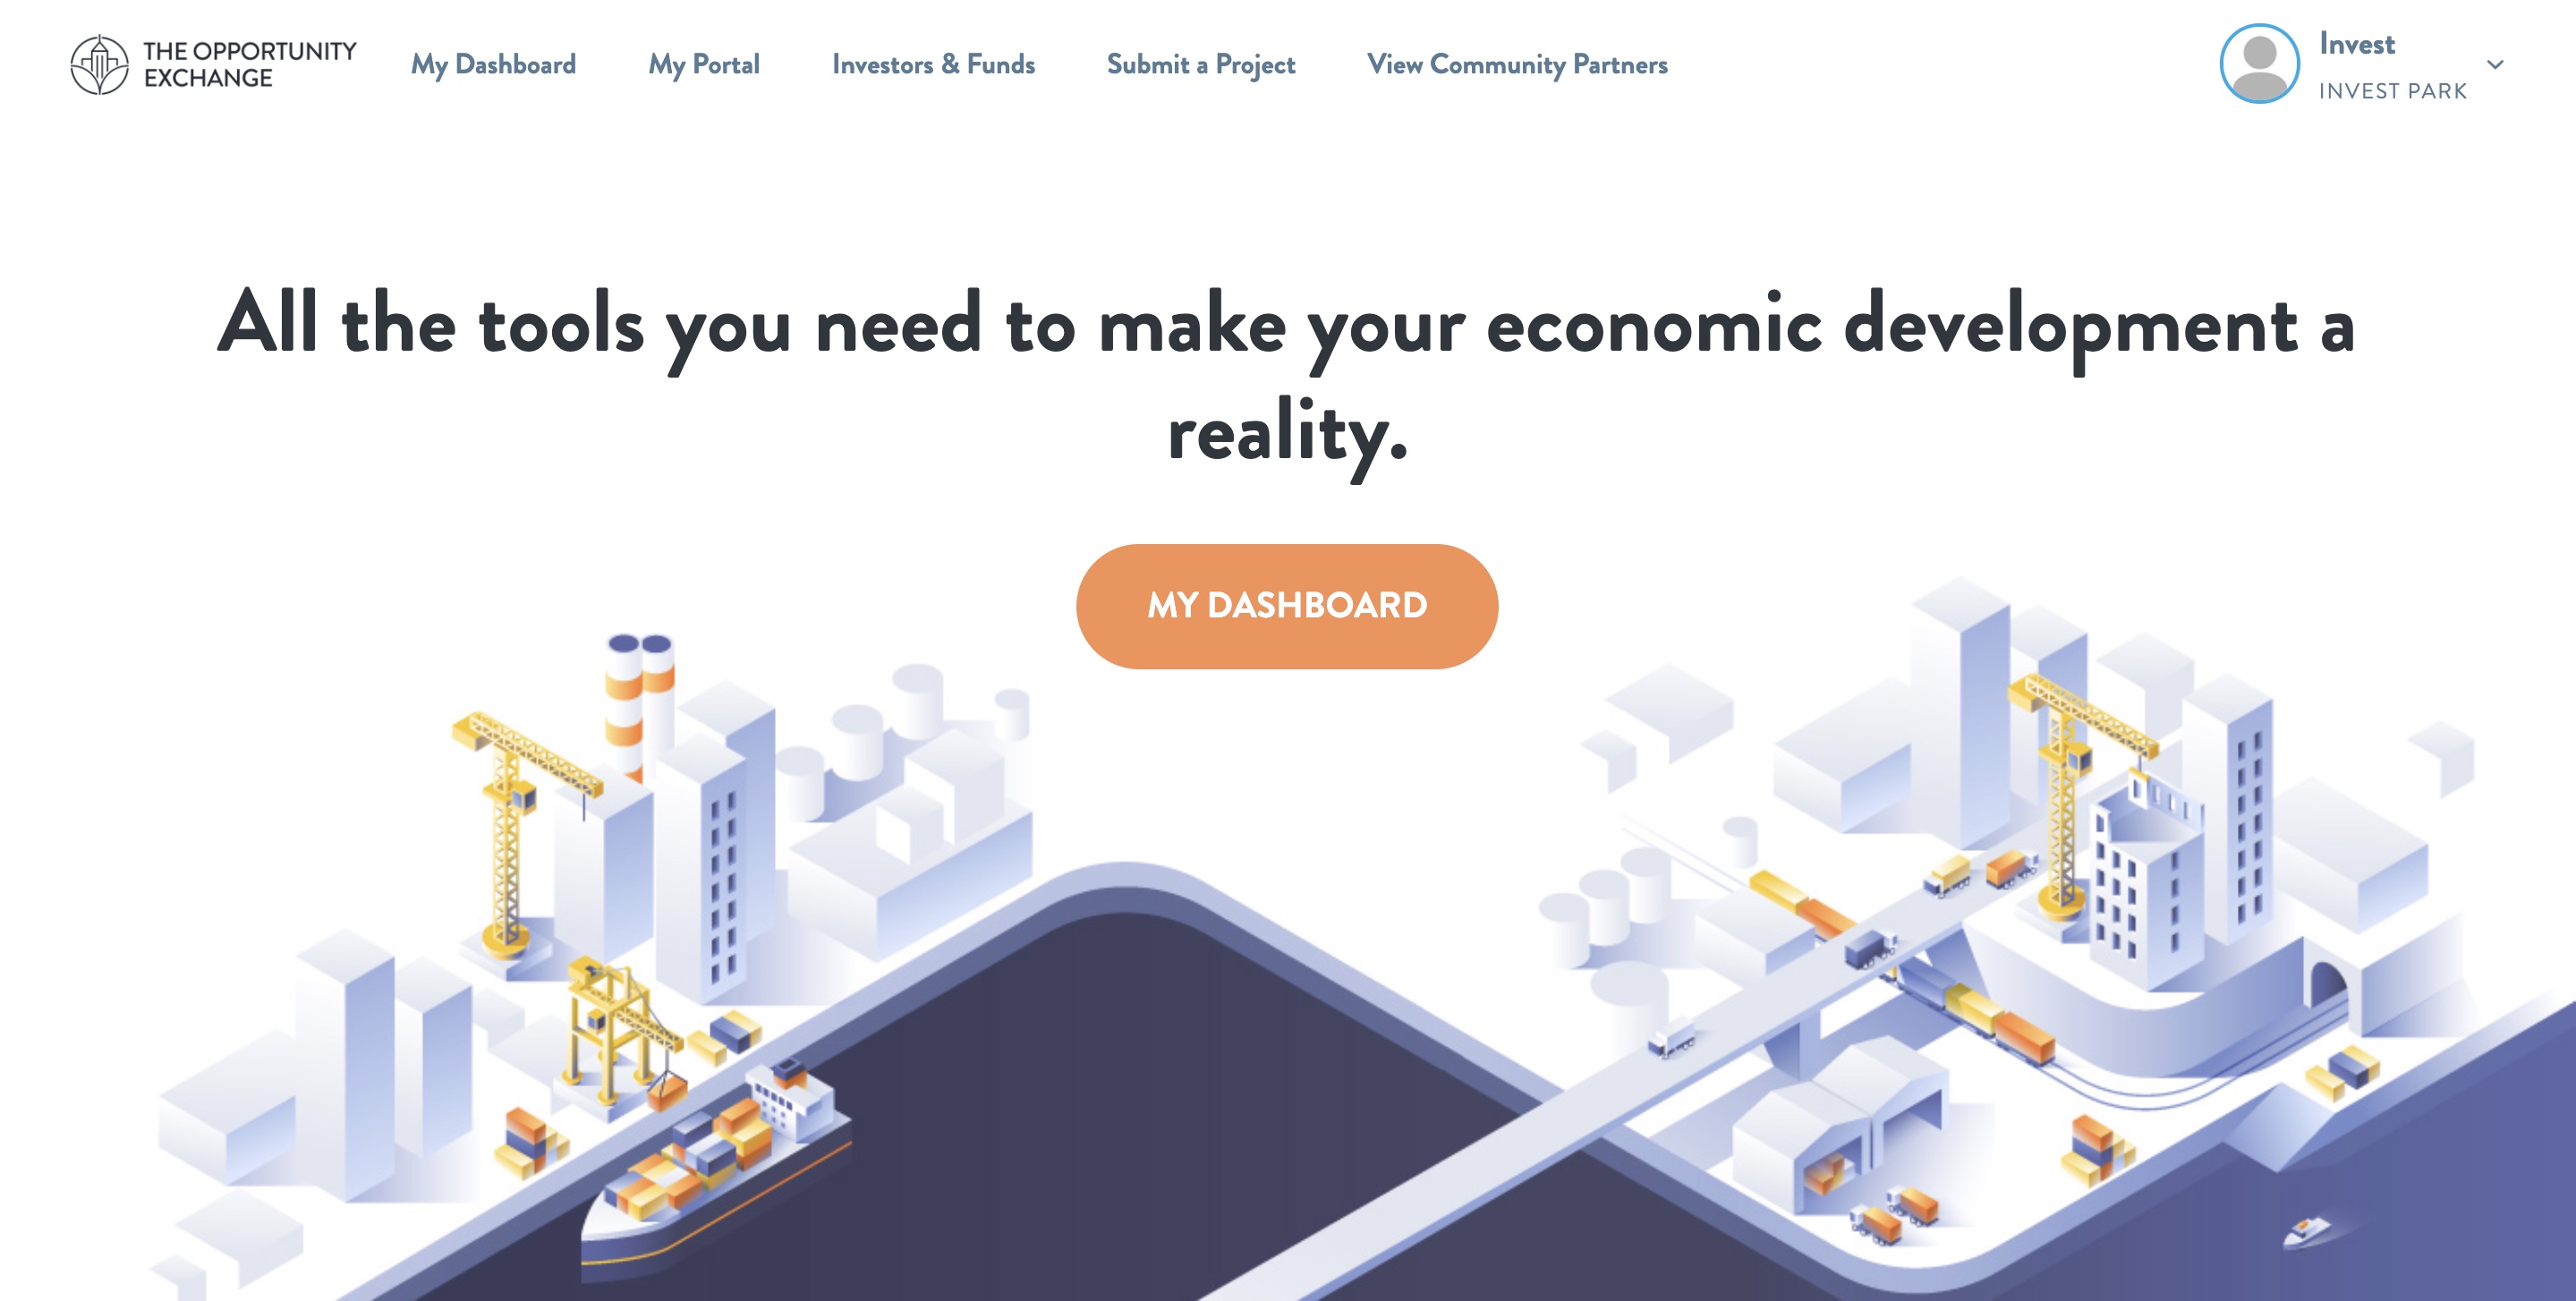 THE OPPORTUNITY
EXCHANGE
My Dashboard
My Portal
Investors & Funds
Submit a Project
View Community Partners
Invest
INVEST PARK
All the tools you need to make your economic development a
reality.
MY DASHBOARD